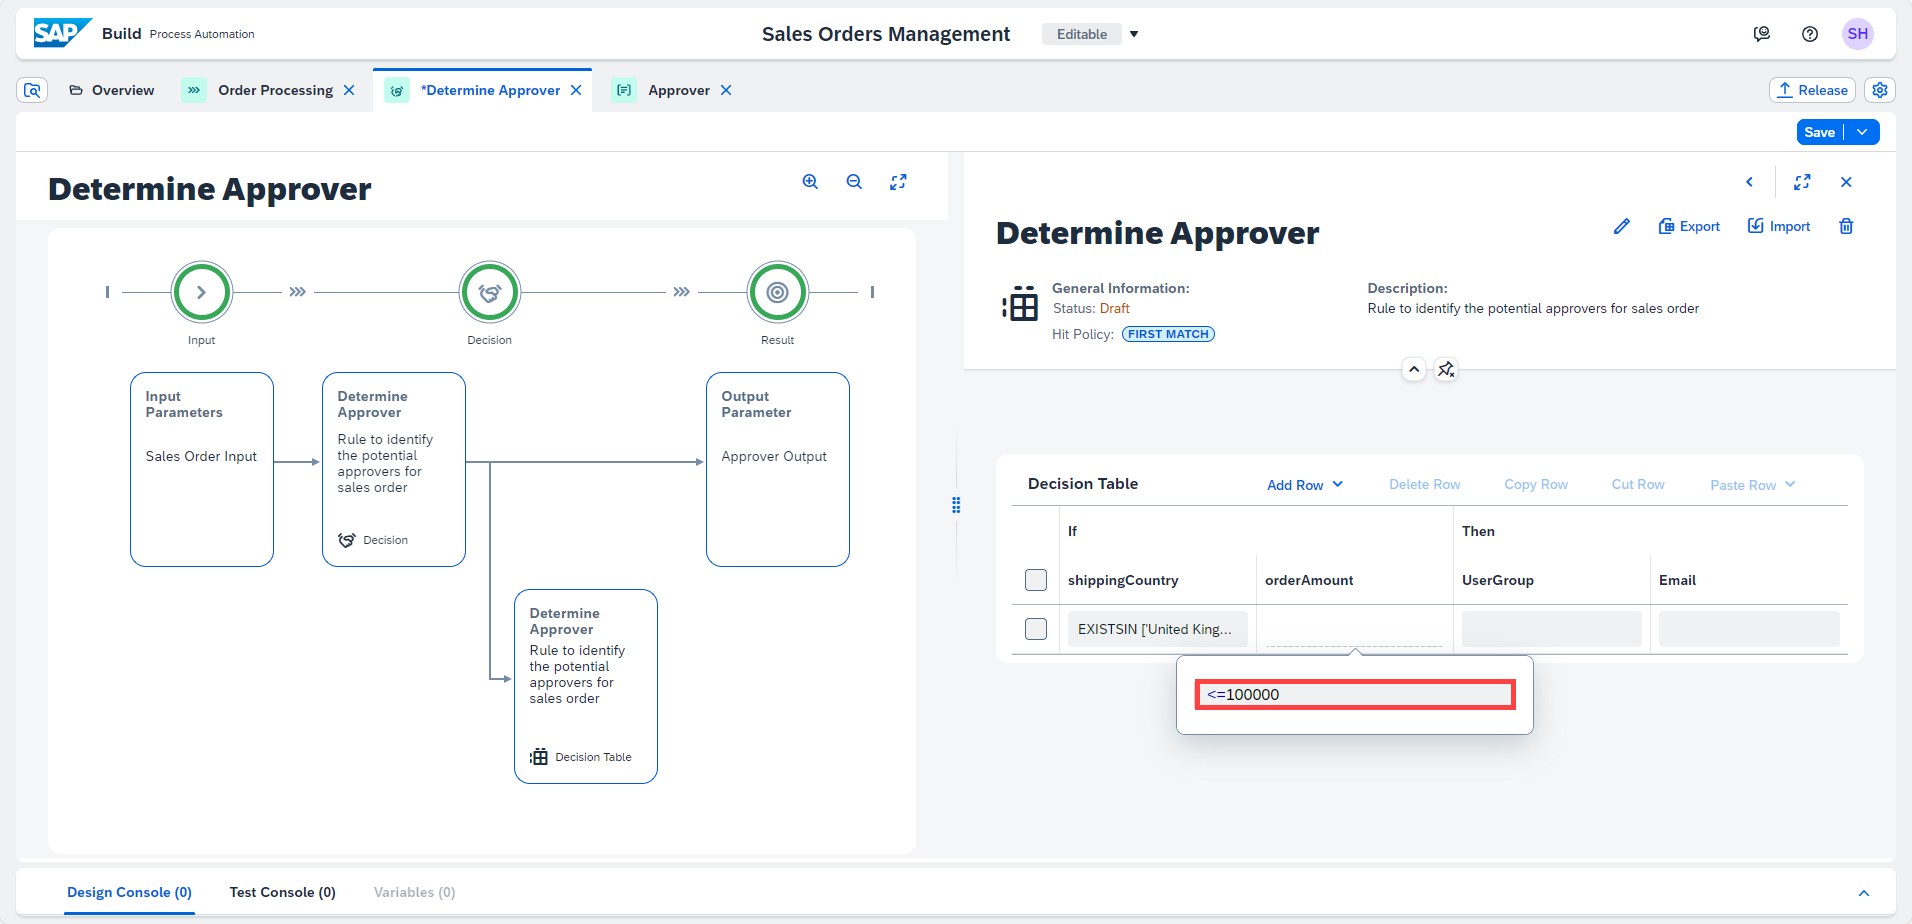 SAP Build Process Automation
Sales Orders Management Editable
SH
Overview Order Processing *Determine Approver Approver Release
Save
Determine Approver
Input Decision Result
Input
Parameters
Sales Order Input
Determine
Approver
Rule to identify
the potential
approvers for
sales order
Decision
Output
Parameter
Approver Output
Determine
Approver
Rule to identify
the potential
approvers for
sales order
Decision Table
Determine Approver
Export Import
General Information:
Status: Draft
Hit Policy: FIRST MATCH
Description:
Rule to identify the potential approvers for sales order
Decision Table Add Row Delete Row Copy Row Cut Row Paste Row
If Then
shippingCountry orderAmount UserGroup Email
EXISTSIN ['United King...
<=100000
Design Console (0) Test Console (0) Variables (0)